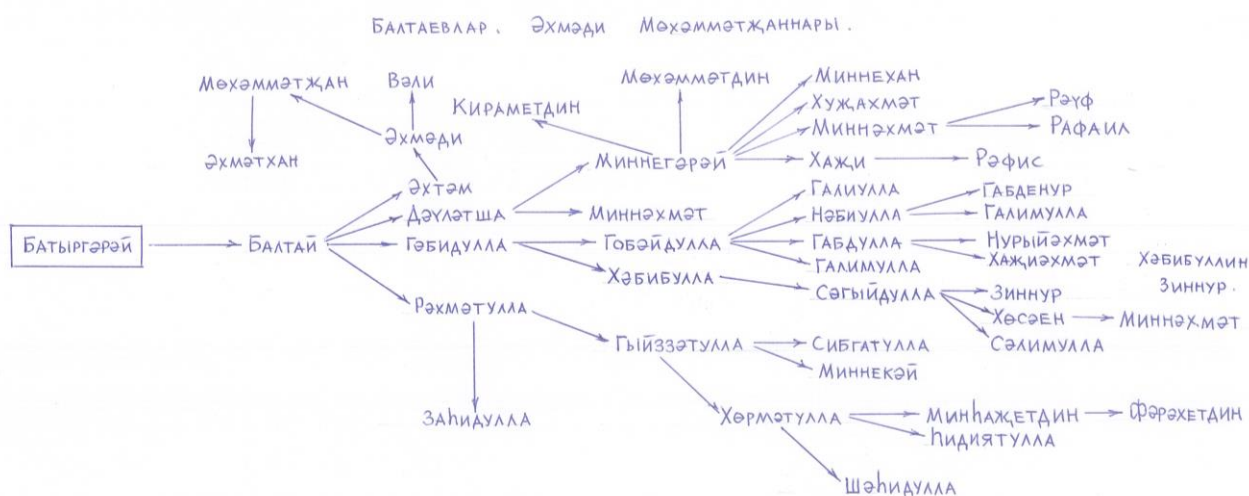 БАЛТАЕВЛАР. ӘХМӘДИ МӨХӘММӘТҖАННАРЫ.
МӨХӘММӘТҖАН
ВӘЛИ
МӨХӘММӘТДИН
МИННЕХАН
КИРАМЕТДИН
ХУҖАХМӘТ
РӘҮФ
ӘХМӘДИ
МИННӘХМӘТ
РАФАИЛ
ӘХМӘТХАН
МИННЕГӘРӘЙ
ХАҖИ
РӘФИС
ӘХТӘМ
ГАЛИУЛЛА
ГАБДЕНУР
ДӘҮЛӘТША
МИННӘХМӘТ
НӘБИУЛЛА
ГАЛИМУЛЛА
БАТЫРГӘРӘЙ
БАЛТАЙ
ГӨБИДУЛЛА
ГОБӘЙДУЛЛА
ГАБДУЛЛА
НУРЫЙӘХМӘТ
ГАЛИМУЛЛА
ХАҖИӘХМӘТ
ХӘБИБУЛЛИН
ХӘБИБУЛЛА
СӘГЫЙДУЛЛА
ЗИННУР
ЗИННУР.
РӘХМӘТУЛЛА
ХӨСӘЕН
МИННӘХМӘТ
ГЫЙЗЗӘТУЛЛА
СИБГАТУЛЛА
СӘЛИМУЛЛА
МИННЕКӘЙ
ЗАҺИДУЛЛА
ХӨРМӘТУЛЛА
МИНҺАҖЕТДИН
ФӘРӘХЕТДИН
ҺИДИЯТУЛЛА
ШӘҺИДУЛЛА